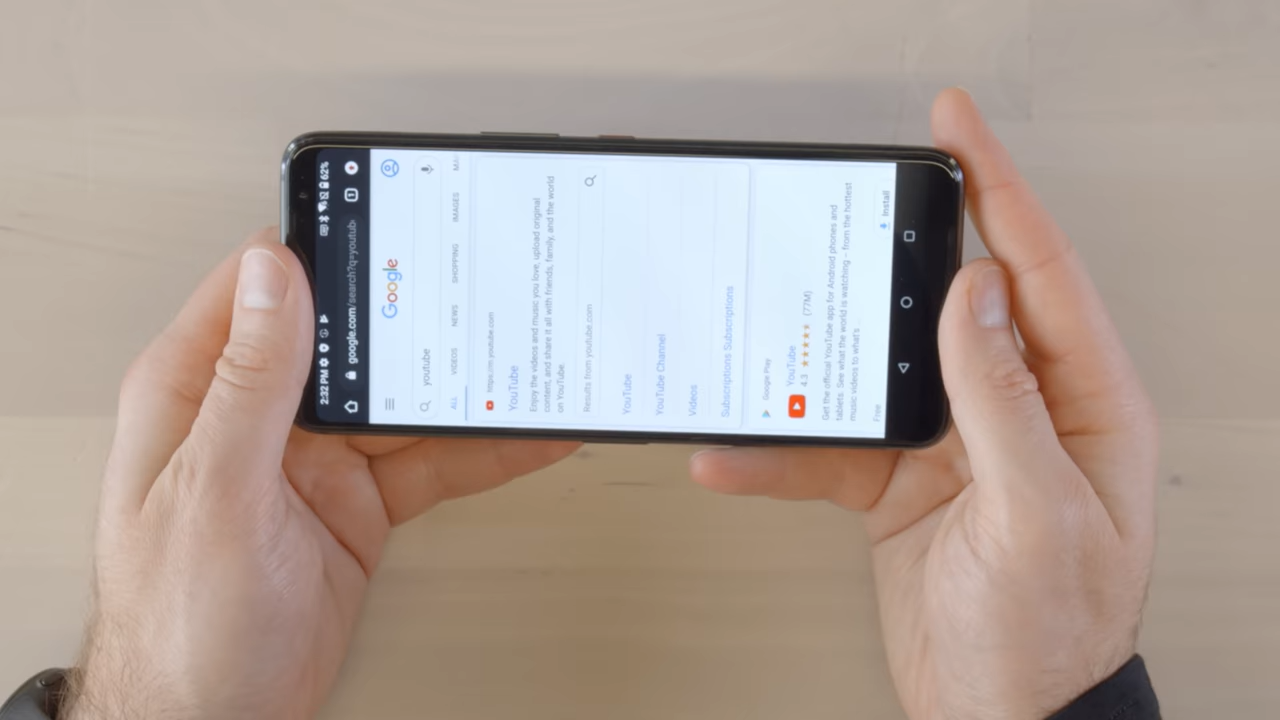 2:32 PM 62%
google.com/search?q=youtub
1
Google
youtube
ALL VIDEOS NEWS SHOPPING IMAGES MA
https://m.youtube.com
YouTube
Enjoy the videos and music you love, upload original
content, and share it all with friends, family, and the world
on YouTube.
Results from youtube.com
YouTube
YouTube Channel
Videos
Subscriptions Subscriptions
Google Play
YouTube
4.3 (77M)
Get the official YouTube app for Android phones and
tablets. See what the world is watching -- from the hottest
music videos to what's...
Free Install